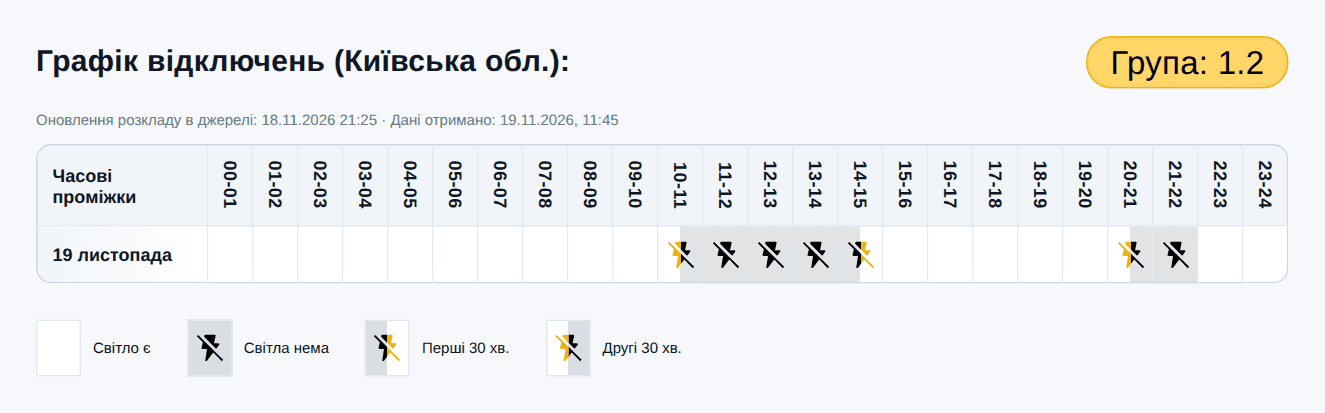 Графік відключень (Київська обл.):
Група: 1.2
Оновлення розкладу в джерелі: 18.11.2026 21:25 · Дані отримано: 19.11.2026, 11:45
Часові
проміжки
00-01
01-02
02-03
03-04
04-05
05-06
06-07
07-08
08-09
09-10
10-11
11-12
12-13
13-14
14-15
15-16
16-17
17-18
18-19
19-20
20-21
21-22
22-23
23-24
19 листопада
Світло є
Світла нема
Перші 30 хв.
Другі 30 хв.